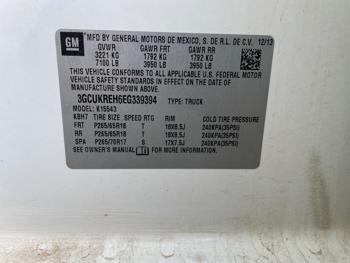 GM
MFD BY GENERAL MOTORS DE MEXICO, S. DE R.L. DE C.V. 12/13
GVWR GAWR FRT GAWR RR
3221 KG 1792 KG 1792 KG
7100 LB 3950 LB 3950 LB
THIS VEHICLE CONFORMS TO ALL APPLICABLE U.S. FEDERAL MOTOR
VEHICLE SAFETY STANDARDS IN EFFECT ON THE DATE OF
MANUFACTURE SHOWN ABOVE.
3GCUKREH6EG339394 TYPE: TRUCK
MODEL: K15543
KBH7 TIRE SIZE SPEED RTG RIM COLD TIRE PRESSURE
FRT P265/65R18 T 18X8.5J 240KPA(35PSI)
RR P265/65R18 T 18X8.5J 240KPA(35PSI)
SPA P265/70R17 S 17X7.5J 240KPA(35PSI)
SEE OWNER'S MANUAL FOR MORE INFORMATION.